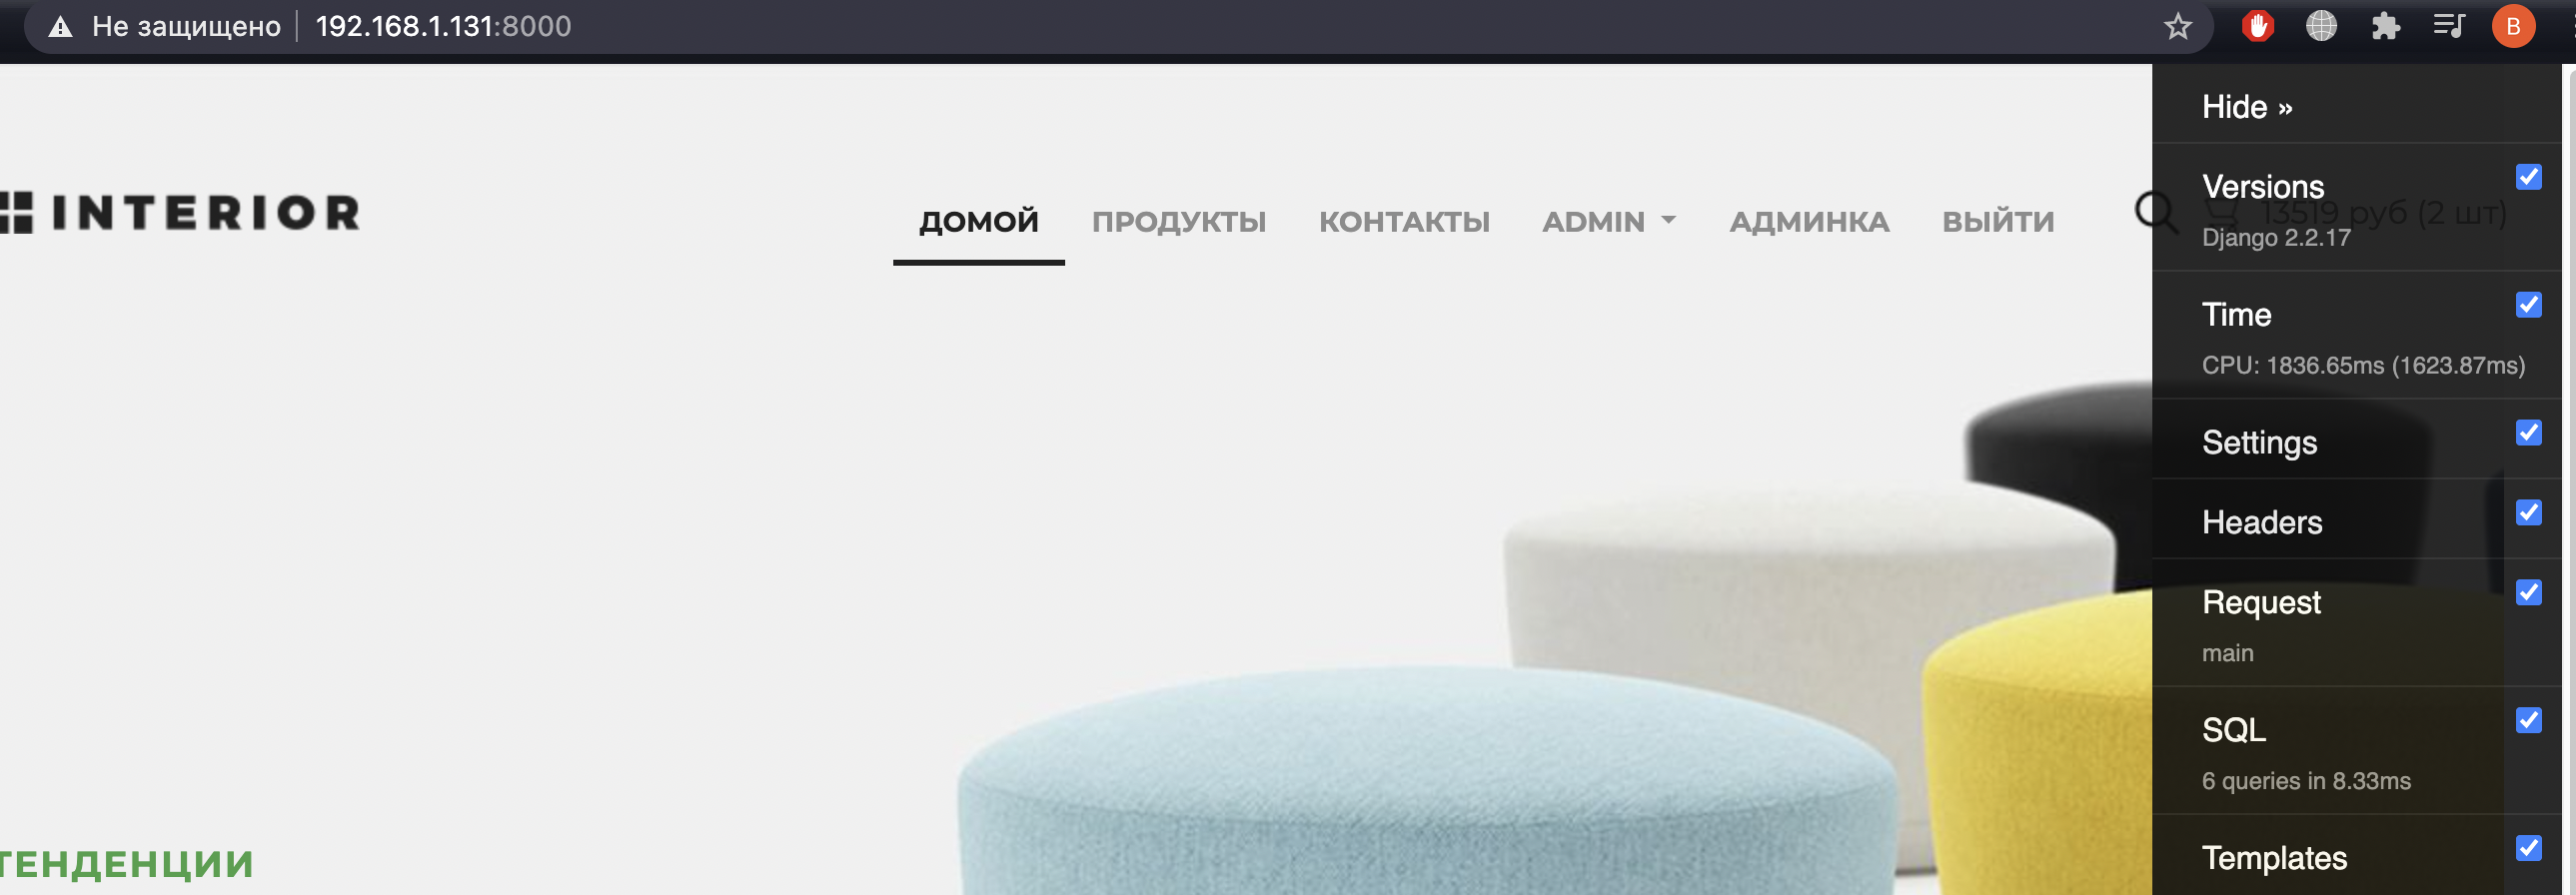 Не защищено 192.168.1.131:8000
B
INTERIOR
ДОМОЙ ПРОДУКТЫ КОНТАКТЫ ADMIN АДМИНКА ВЫЙТИ
13519 руб (2 шт)
Hide »
Versions
Django 2.2.17
Time
CPU: 1836.65ms (1623.87ms)
Settings
Headers
Request
main
SQL
6 queries in 8.33ms
Templates
ТЕНДЕНЦИИ